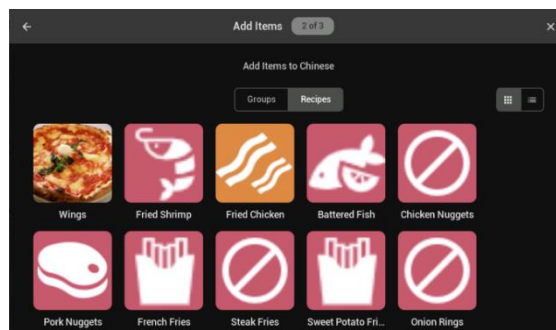 Add Items 2 of 3
Add Items to Chinese
Groups Recipes
Wings Fried Shrimp Fried Chicken Battered Fish Chicken Nuggets
Pork Nuggets French Fries Steak Fries Sweet Potato Fri... Onion Rings